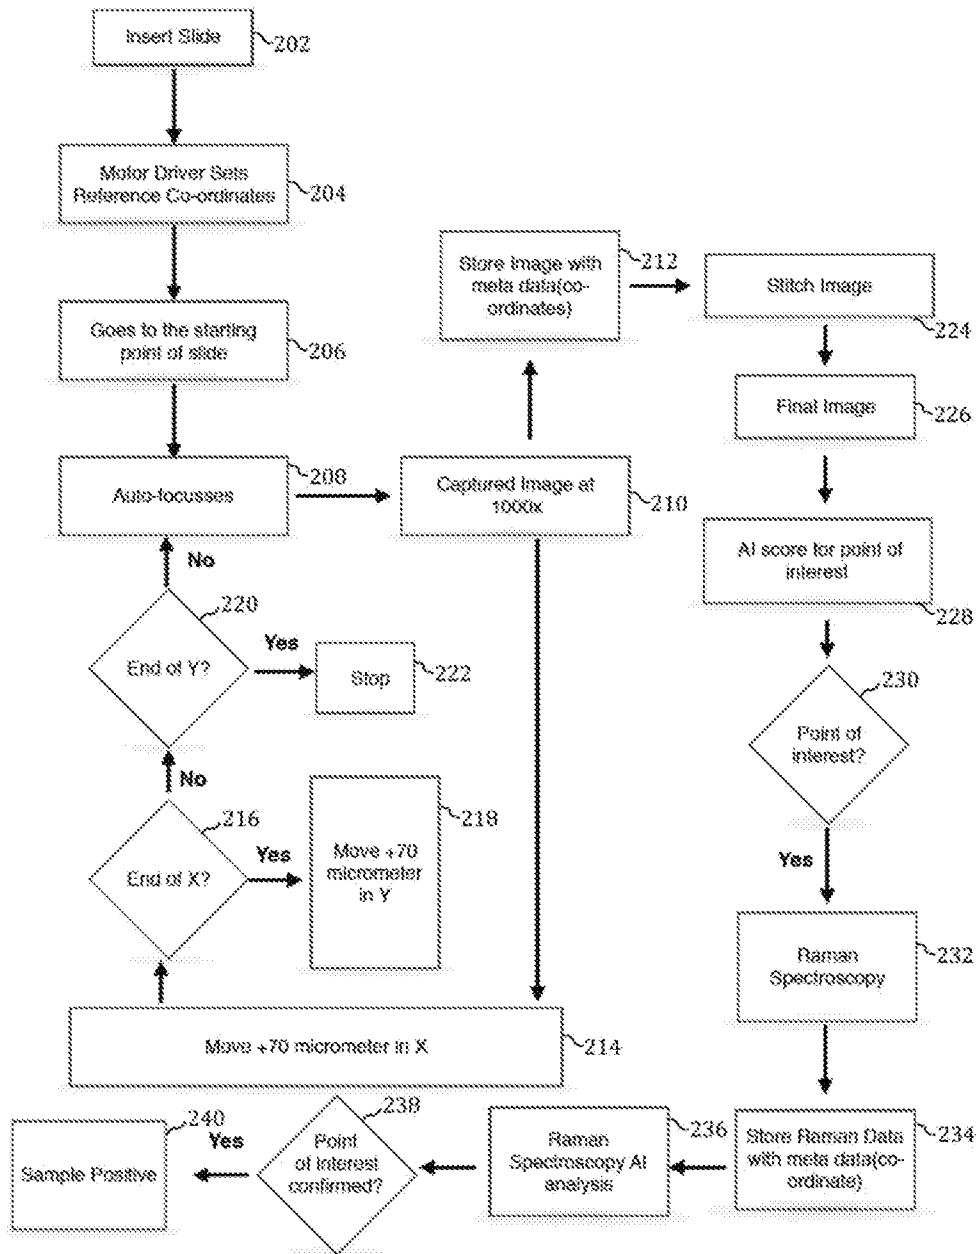 Insert Slide
202
Motor Driver Sets
Reference Co-ordinates
204
Goes to the starting
point of slide
206
Auto-focusses
208
Captured Image at
1000x
210
Store Image with
meta data(co-
ordinates)
212
Stitch Image
224
Final Image
226
AI score for point of
interest
228
Point of
interest?
230
Yes
Raman
Spectroscopy
232
Store Raman Data
with meta data(co-
ordinate)
234
Raman
Spectroscopy AI
analysis
236
Point
of interest
confirmed?
238
Yes
Sample Positive
240
Move +70 micrometer in X
214
End of X?
216
Yes
Move +70
micrometer
in Y
218
No
End of Y?
220
Yes
Stop
222
No